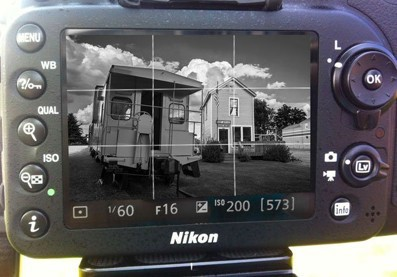 MENU
L
WB
?
OK
QUAL
ISO
1/60 F16 ISO 200 [573]
Lv
i
info
Nikon